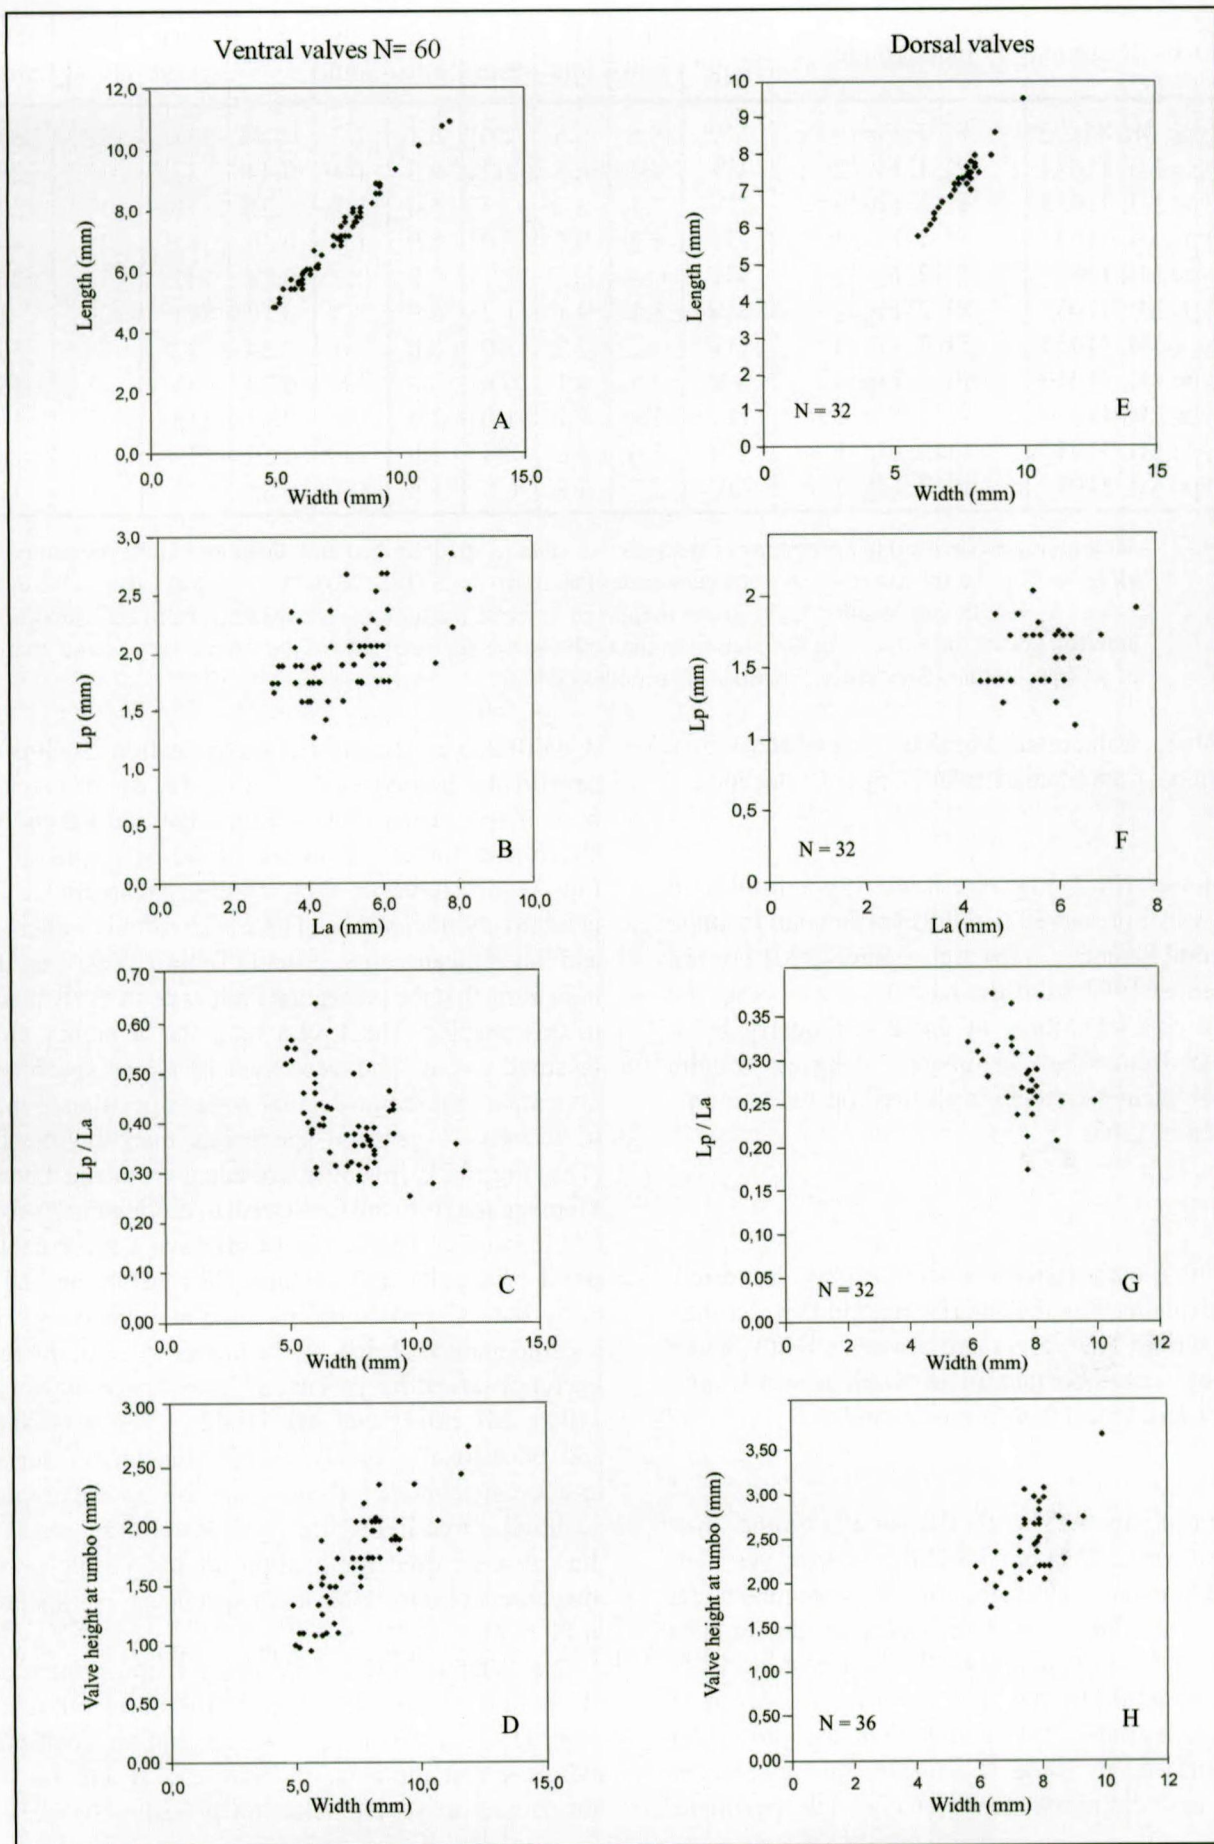 Ventral valves N= 60
12,0
10,0
8,0
6,0
4,0
2,0
0,0
Length (mm)
0,0 5,0 10,0 15,0
Width (mm)
A
3,0
2,5
2,0
1,5
1,0
0,5
0,0
Lp (mm)
0,0 2,0 4,0 6,0 8,0 10,0
La (mm)
B
0,70
0,60
0,50
0,40
0,30
0,20
0,10
0,00
Lp / La
0,0 5,0 10,0 15,0
Width (mm)
C
3,00
2,50
2,00
1,50
1,00
0,50
0,00
Valve height at umbo (mm)
0,0 5,0 10,0 15,0
Width (mm)
D
Dorsal valves
10
9
8
7
6
5
4
3
2
1
0
Length (mm)
N = 32
E
0 5 10 15
Width (mm)
2
1,5
1
0,5
0
Lp (mm)
N = 32
F
0 2 4 6 8
La (mm)
0,35
0,30
0,25
0,20
0,15
0,10
0,05
0,00
Lp / La
N = 32
G
0 2 4 6 8 10 12
Width (mm)
3,50
3,00
2,50
2,00
1,50
1,00
0,50
0,00
Valve height at umbo (mm)
N = 36
H
0 2 4 6 8 10 12
Width (mm)